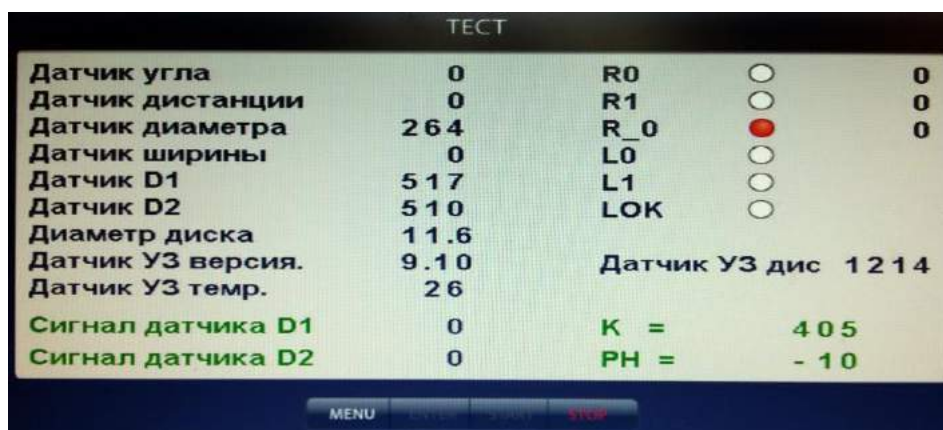 ТЕСТ
Датчик угла 0 R0 0
Датчик дистанции 0 R1 0
Датчик диаметра 264 R_0 0
Датчик ширины 0 L0
Датчик D1 517 L1
Датчик D2 510 LOK
Диаметр диска 11.6
Датчик УЗ версия. 9.10 Датчик УЗ дис 1214
Датчик УЗ темр. 26
Сигнал датчика D1 0 K = 405
Сигнал датчика D2 0 PH = -10
MENU ENTER START STOP